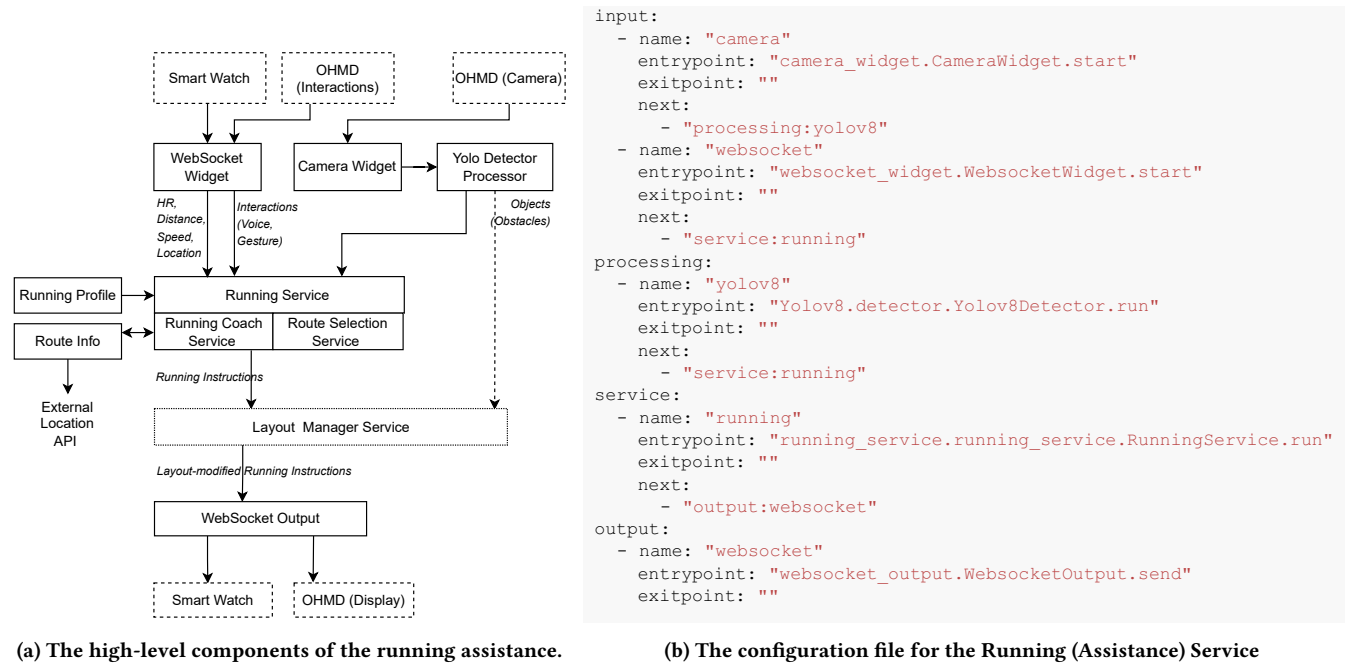 Smart Watch
OHMD
(Interactions)
OHMD (Camera)
WebSocket
Widget
Camera Widget
Yolo Detector
Processor
HR,
Distance,
Speed,
Location
Interactions
(Voice,
Gesture)
Objects
(Obstacles)
Running Profile
Running Service
Running Coach
Service
Route Selection
Service
Route Info
Running Instructions
External
Location
API
Layout Manager Service
Layout-modified Running Instructions
WebSocket Output
Smart Watch
OHMD (Display)
(a) The high-level components of the running assistance.
input:
  - name: "camera"
    entrypoint: "camera_widget.CameraWidget.start"
    exitpoint: ""
    next:
      - "processing:yolov8"
  - name: "websocket"
    entrypoint: "websocket_widget.WebsocketWidget.start"
    exitpoint: ""
    next:
      - "service:running"
processing:
  - name: "yolov8"
    entrypoint: "Yolov8.detector.Yolov8Detector.run"
    exitpoint: ""
    next:
      - "service:running"
service:
  - name: "running"
    entrypoint: "running_service.running_service.RunningService.run"
    exitpoint: ""
    next:
      - "output:websocket"
output:
  - name: "websocket"
    entrypoint: "websocket_output.WebsocketOutput.send"
    exitpoint: ""
(b) The configuration file for the Running (Assistance) Service